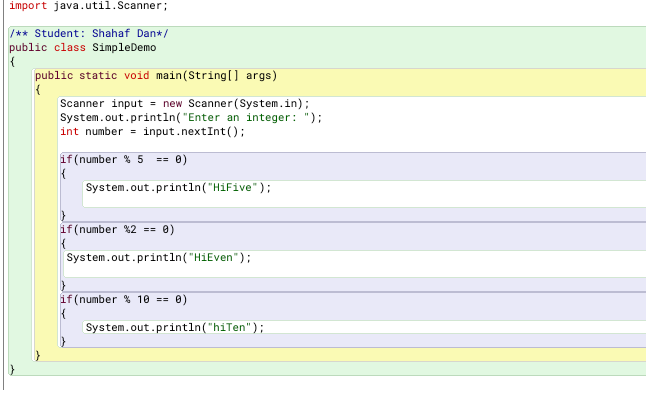 import java.util.Scanner;
/** Student: Shahaf Dan*/
public class SimpleDemo
{
public static void main(String[] args)
{
Scanner input = new Scanner(System.in);
System.out.println("Enter an integer: ");
int number = input.nextInt();
if(number % 5  == 0)
{
System.out.println("HiFive");
}
if(number %2 == 0)
{
System.out.println("HiEven");
}
if(number % 10 == 0)
{
System.out.println("hiTen");
}
}
}